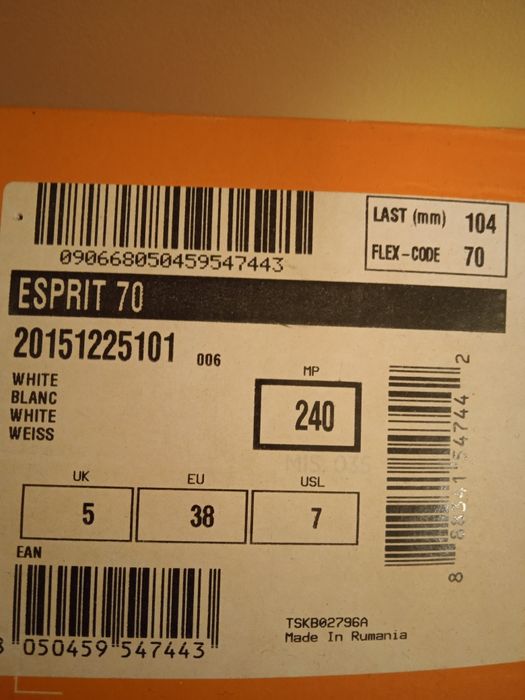 090668050459547443
LAST (mm) 104
FLEX-CODE 70
ESPRIT 70
20151225101 006
WHITE
BLANC
WHITE
WEISS
MP
240
UK EU USL
5 38 7
EAN
8 050459 547443
TSKB02796A
Made In Rumania